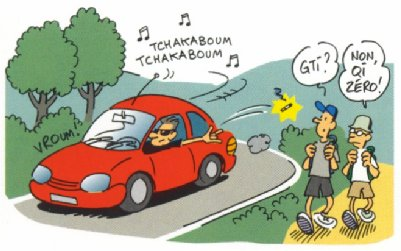 TCHAKABOUM
TCHAKABOUM
GTi?
NON,
Qi
ZÉRO!
VROUM.